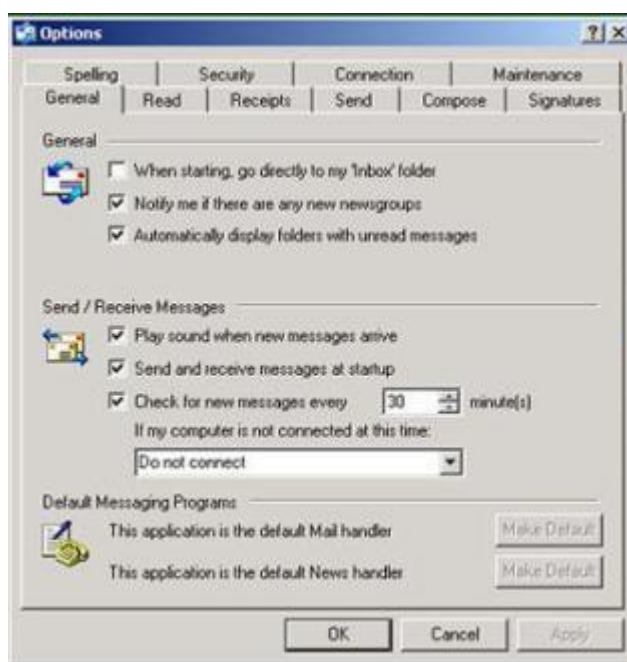 Options
Spelling Security Connection Maintenance
General Read Receipts Send Compose Signatures
General
When starting, go directly to my 'Inbox' folder
Notify me if there are any new newsgroups
Automatically display folders with unread messages
Send / Receive Messages
Play sound when new messages arrive
Send and receive messages at startup
Check for new messages every 30 minute(s)
If my computer is not connected at this time:
Do not connect
Default Messaging Programs
This application is the default Mail handler Make Default
This application is the default News handler Make Default
OK Cancel Apply